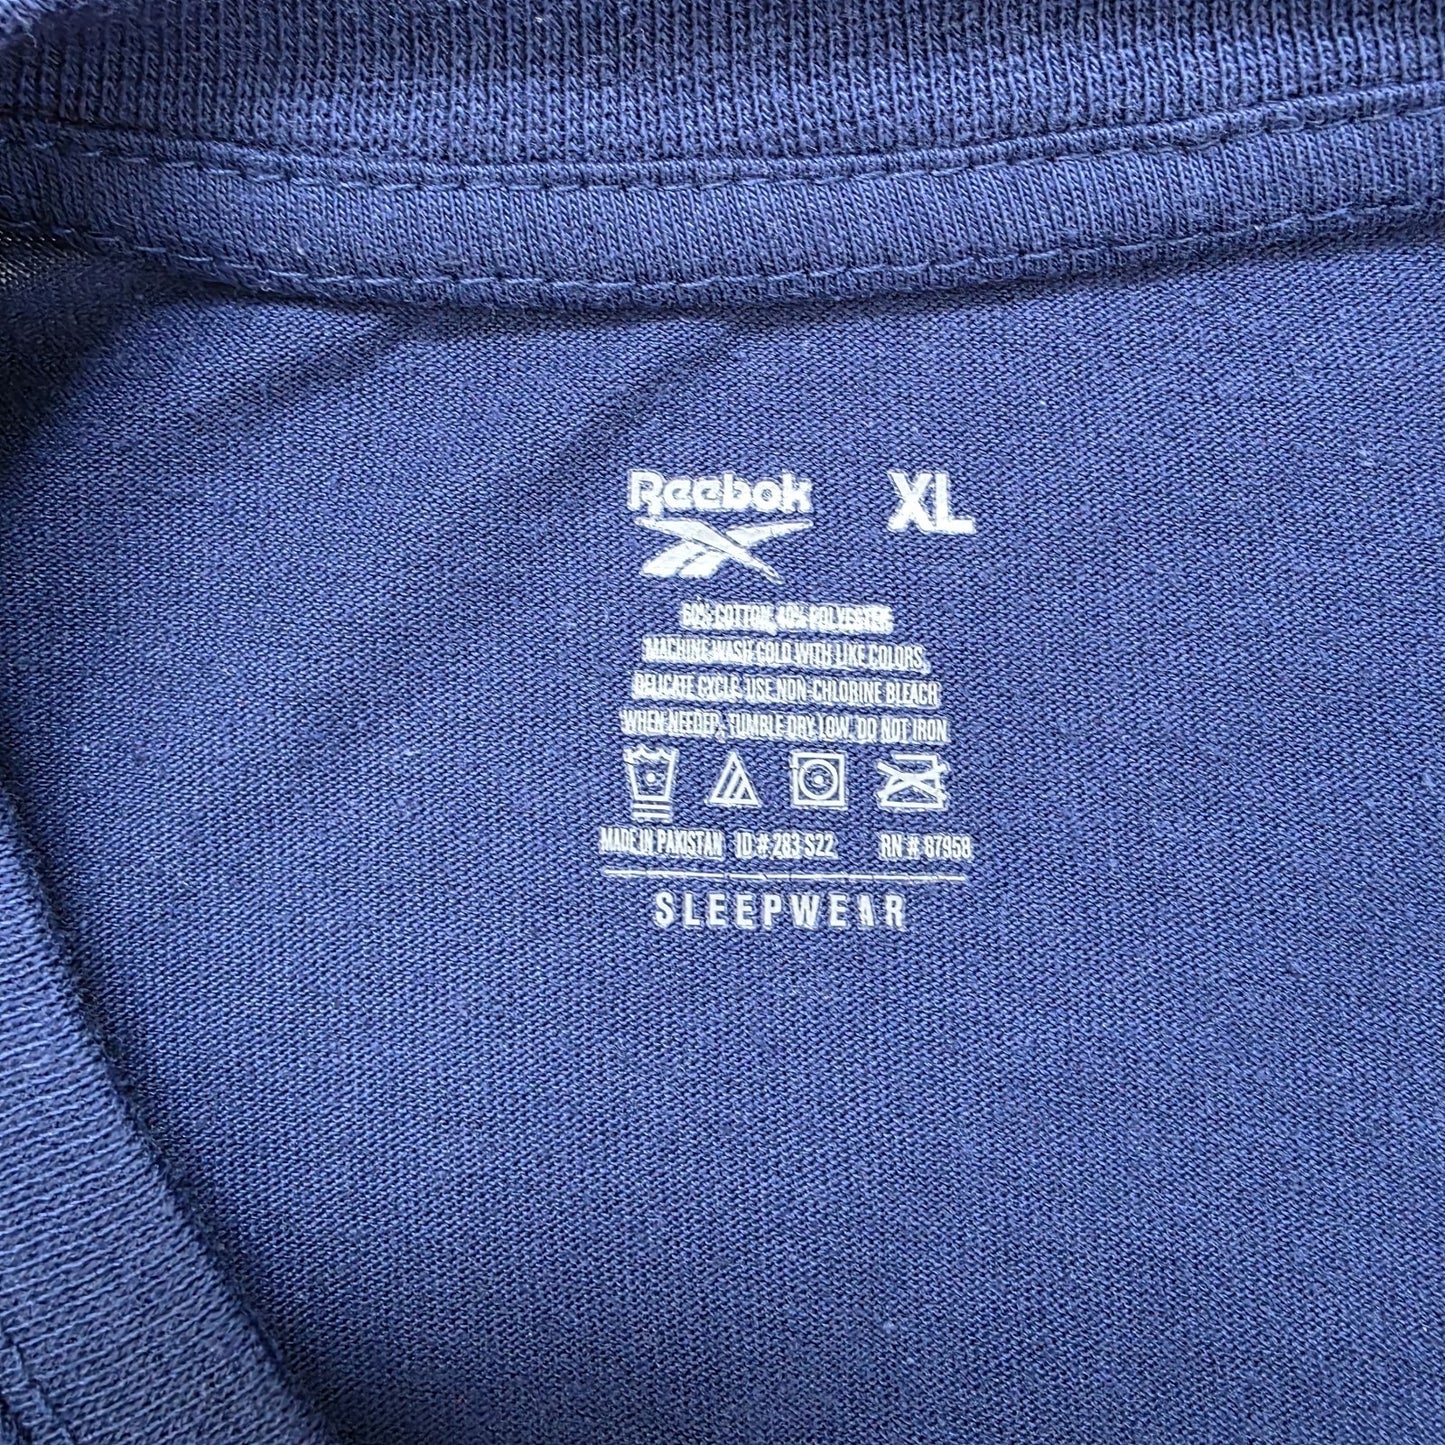 Reebok XL
60% COTTON, 40% POLYESTER
MACHINE WASH COLD WITH LIKE COLORS,
DELICATE CYCLE, USE NON-CHLORINE BLEACH
WHEN NEEDED, TUMBLE DRY LOW. DO NOT IRON
MADE IN PAKISTAN ID # 283 S22 RN # 87958
SLEEPWEAR